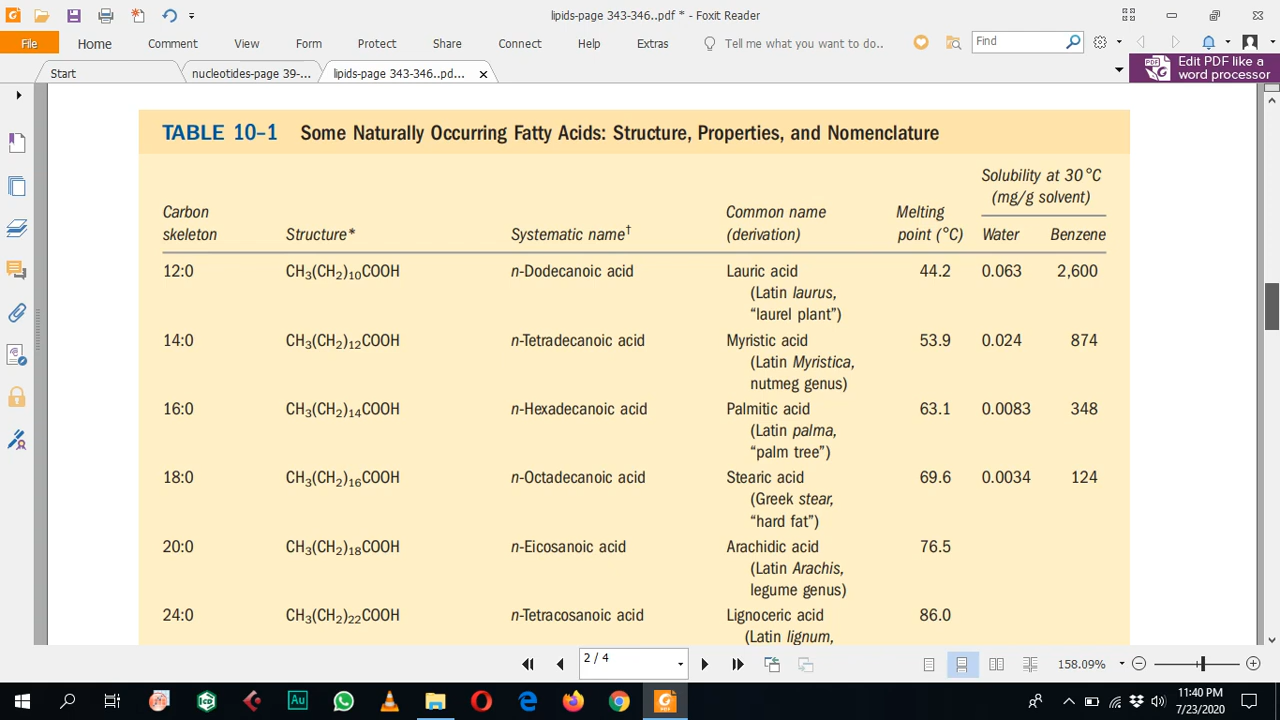 lipids-page 343-346..pdf * - Foxit Reader
File Home Comment View Form Protect Share Connect Help Extras Tell me what you want to do.. Find
Start nucleotides-page 39-... lipids-page 343-346..pd... Edit PDF like a
word processor
TABLE 10–1 Some Naturally Occurring Fatty Acids: Structure, Properties, and Nomenclature
Solubility at 30 °C
(mg/g solvent)
Carbon Common name Melting
skeleton Structure* Systematic name† (derivation) point (°C) Water Benzene
12:0 CH₃(CH₂)₁₀COOH n-Dodecanoic acid Lauric acid 44.2 0.063 2,600
(Latin laurus,
“laurel plant”)
14:0 CH₃(CH₂)₁₂COOH n-Tetradecanoic acid Myristic acid 53.9 0.024 874
(Latin Myristica,
nutmeg genus)
16:0 CH₃(CH₂)₁₄COOH n-Hexadecanoic acid Palmitic acid 63.1 0.0083 348
(Latin palma,
“palm tree”)
18:0 CH₃(CH₂)₁₆COOH n-Octadecanoic acid Stearic acid 69.6 0.0034 124
(Greek stear,
“hard fat”)
20:0 CH₃(CH₂)₁₈COOH n-Eicosanoic acid Arachidic acid 76.5
(Latin Arachis,
legume genus)
24:0 CH₃(CH₂)₂₂COOH n-Tetracosanoic acid Lignoceric acid 86.0
(Latin lignum,
2 / 4 158.09%
Au
11:40 PM
7/23/2020